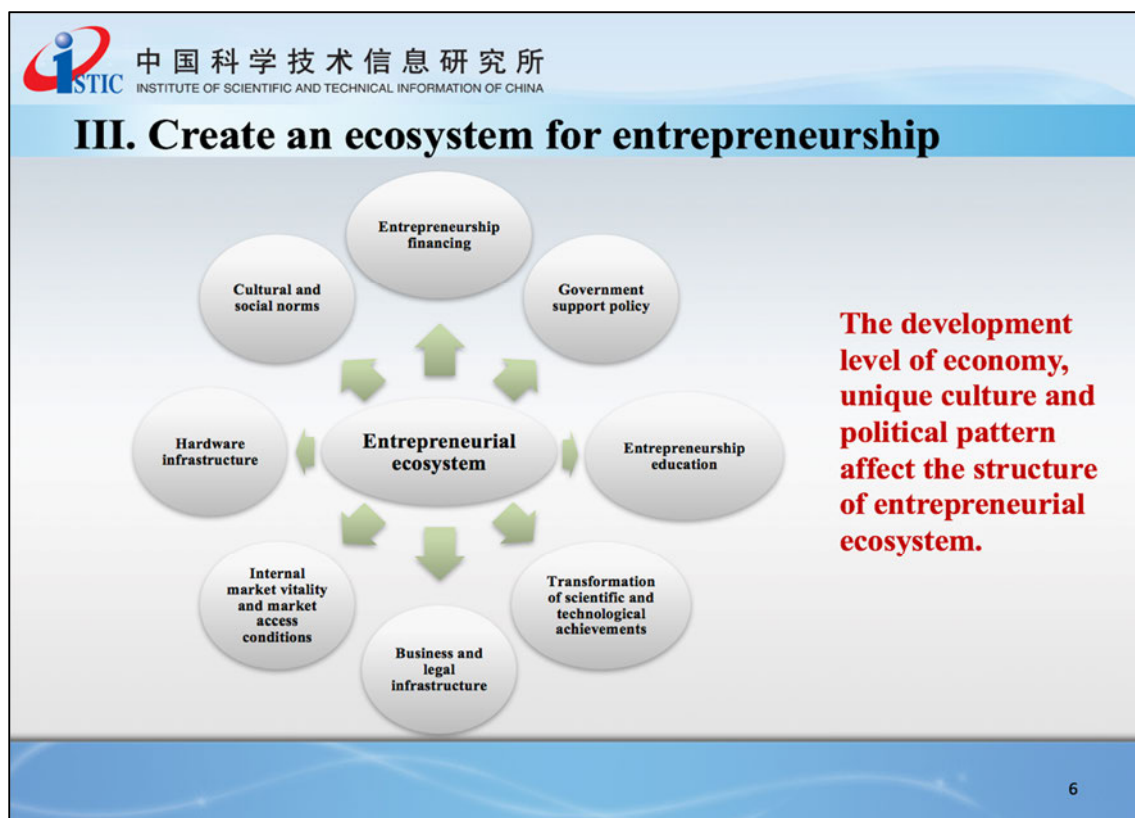 iSTIC
中国科学技术信息研究所
INSTITUTE OF SCIENTIFIC AND TECHNICAL INFORMATION OF CHINA
III. Create an ecosystem for entrepreneurship
Entrepreneurship
financing
Cultural and
social norms
Government
support policy
Hardware
infrastructure
Entrepreneurial
ecosystem
Entrepreneurship
education
Internal
market vitality
and market
access
conditions
Business and
legal
infrastructure
Transformation
of scientific and
technological
achievements
The development
level of economy,
unique culture and
political pattern
affect the structure
of entrepreneurial
ecosystem.
6